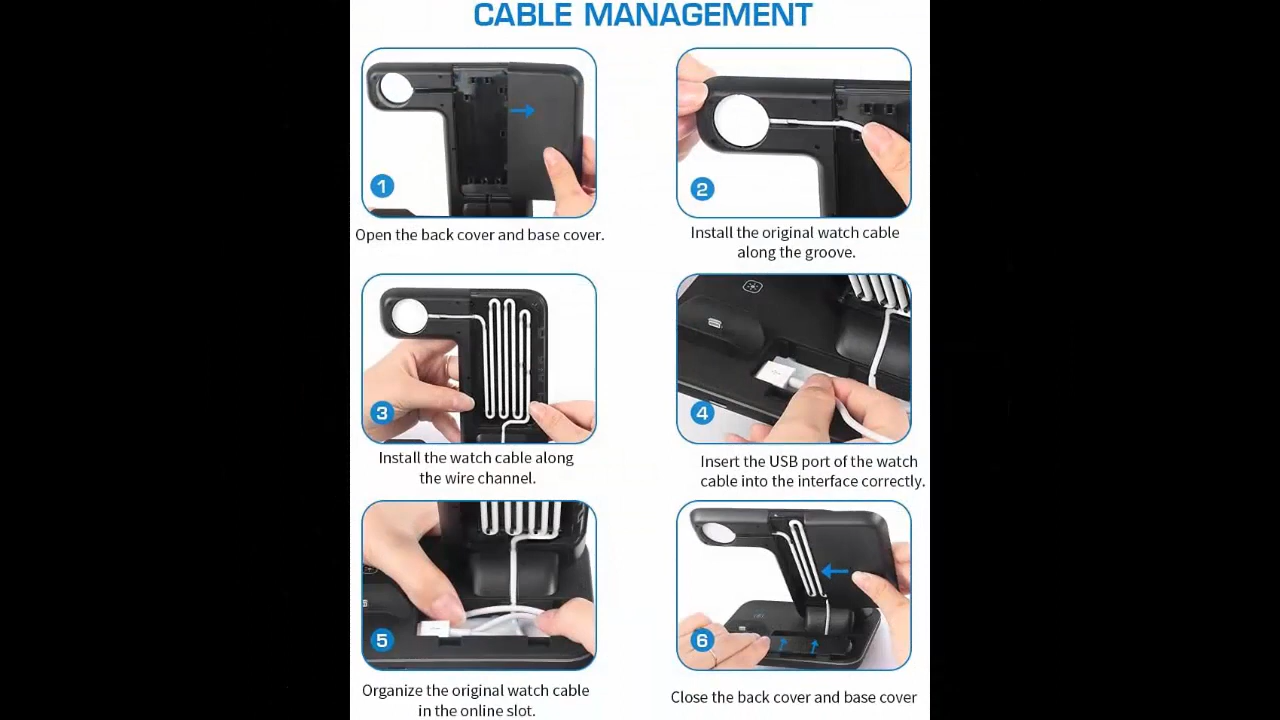 CABLE MANAGEMENT
1
Open the back cover and base cover.
2
Install the original watch cable
along the groove.
3
Install the watch cable along
the wire channel.
4
Insert the USB port of the watch
cable into the interface correctly.
5
Organize the original watch cable
in the online slot.
6
Close the back cover and base cover